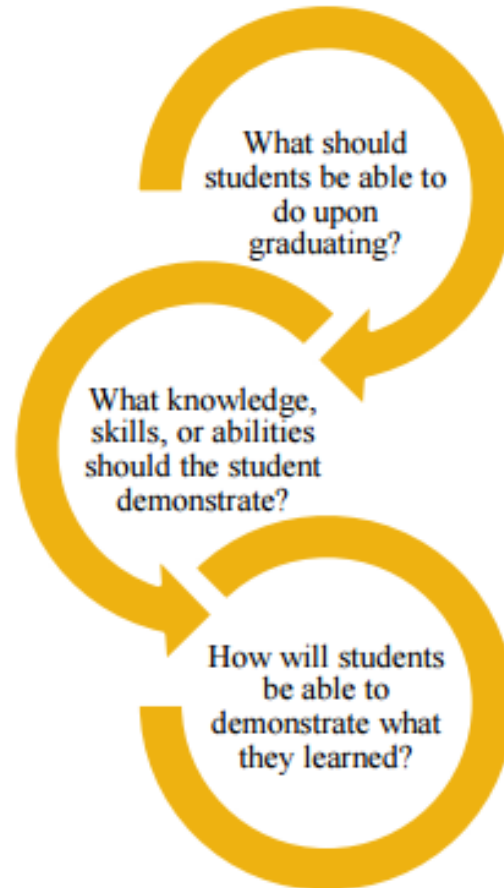 What should
students be able to
do upon
graduating?
What knowledge,
skills, or abilities
should the student
demonstrate?
How will students
be able to
demonstrate what
they learned?